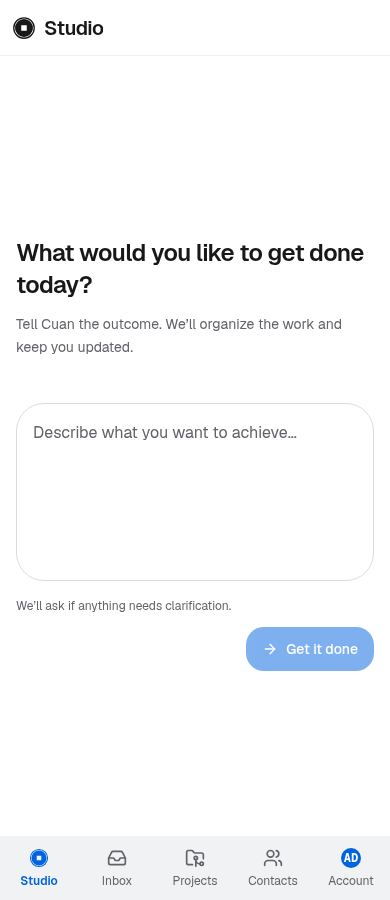 Studio
What would you like to get done
today?
Tell Cuan the outcome. We’ll organize the work and
keep you updated.
Describe what you want to achieve…
We’ll ask if anything needs clarification.
Get it done
AD
Studio
Inbox
Projects
Contacts
Account